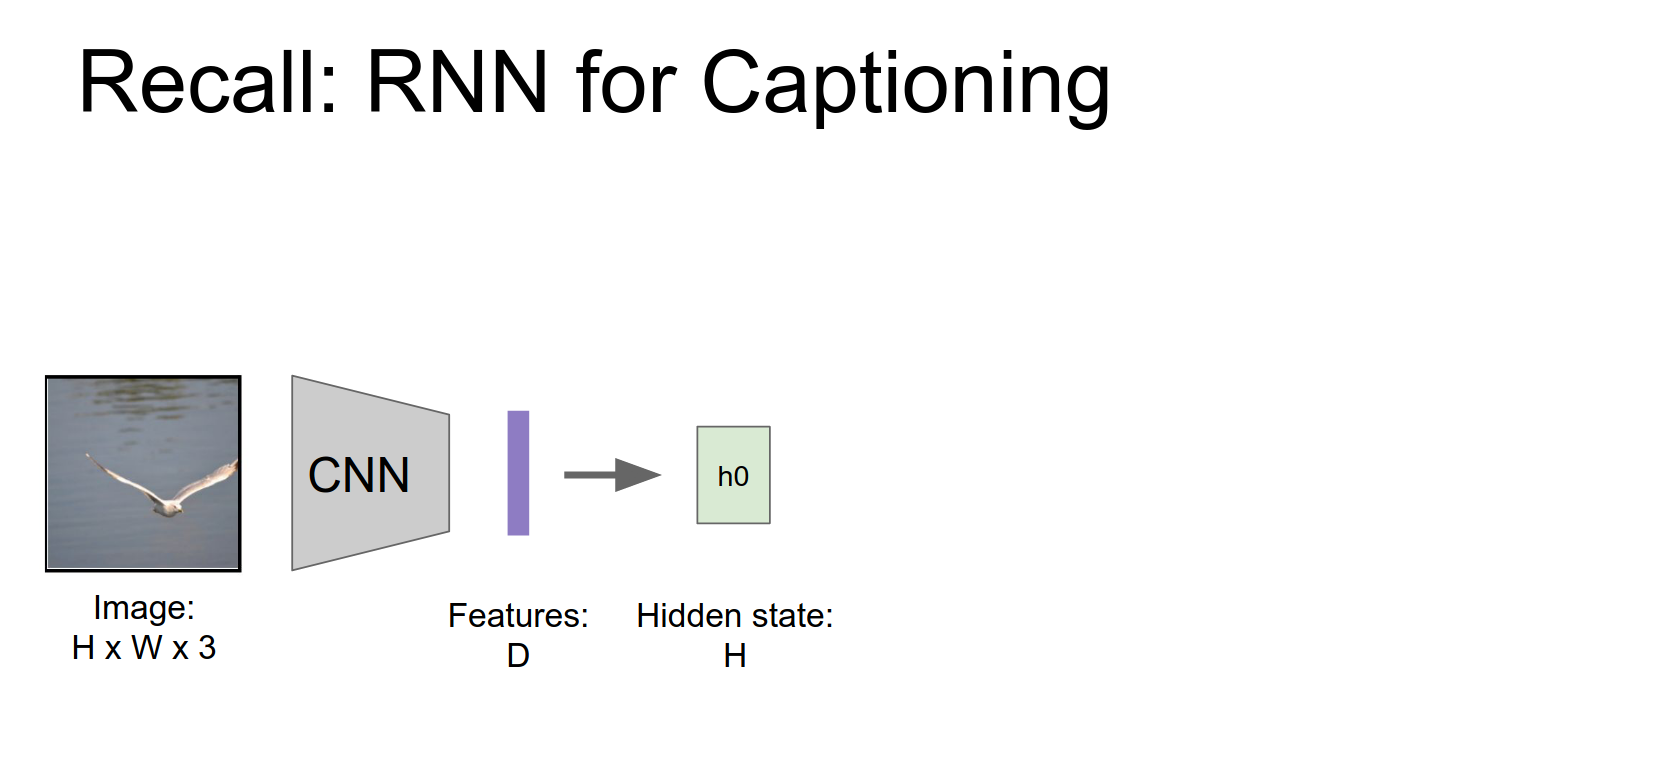 Recall: RNN for Captioning
CNN
h0
Image:
H x W x 3
Features:
D
Hidden state:
H